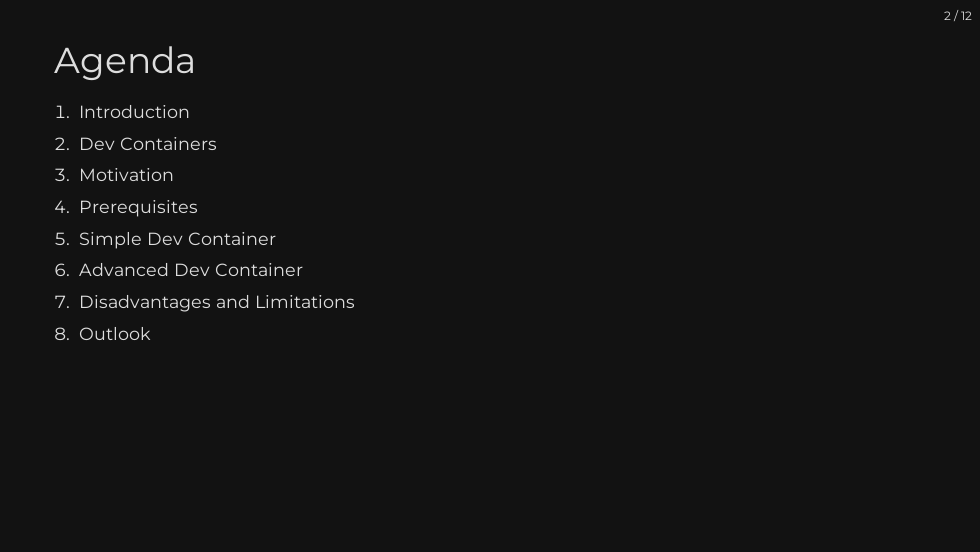 2 / 12
Agenda
1. Introduction
2. Dev Containers
3. Motivation
4. Prerequisites
5. Simple Dev Container
6. Advanced Dev Container
7. Disadvantages and Limitations
8. Outlook